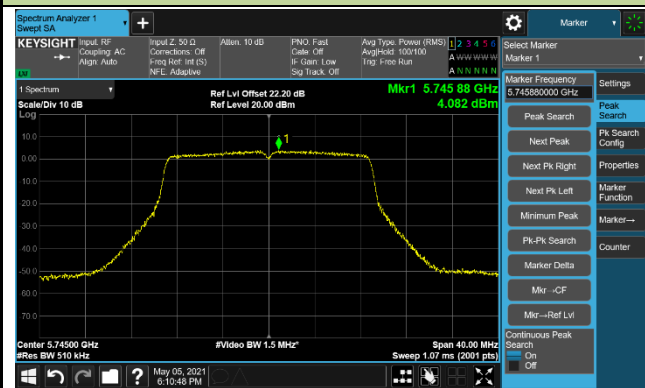 Spectrum Analyzer 1
Swept SA
Marker
KEYSIGHT
Input: RF
Coupling: AC
Align: Auto
Input Z: 50 Ω
Corrections: Off
Freq Ref: Int (S)
NFE: Adaptive
Atten: 10 dB
PNO: Fast
Gate: Off
IF Gain: Low
Sig Track: Off
Avg Type: Power (RMS)
Avg|Hold: 100/100
Trig: Free Run
1 2 3 4 5 6
A W W W W W
A N N N N N
LXI
Select Marker
Marker 1
1 Spectrum
Scale/Div 10 dB
Log
Ref Lvl Offset 22.20 dB
Ref Level 20.00 dBm
Mkr1 5.745 88 GHz
4.082 dBm
1
10.0
0.00
-10.0
-20.0
-30.0
-40.0
-50.0
-60.0
-70.0
Center 5.74500 GHz
#Res BW 510 kHz
#Video BW 1.5 MHz*
Span 40.00 MHz
Sweep 1.07 ms (2001 pts)
Marker Frequency
5.745880000 GHz
Peak Search
Next Peak
Next Pk Right
Next Pk Left
Minimum Peak
Pk-Pk Search
Marker Delta
Mkr→CF
Mkr→Ref Lvl
Continuous Peak
Search
On
Off
Settings
Peak
Search
Pk Search
Config
Properties
Marker
Function
Marker→
Counter
May 05, 2021
6:10:48 PM